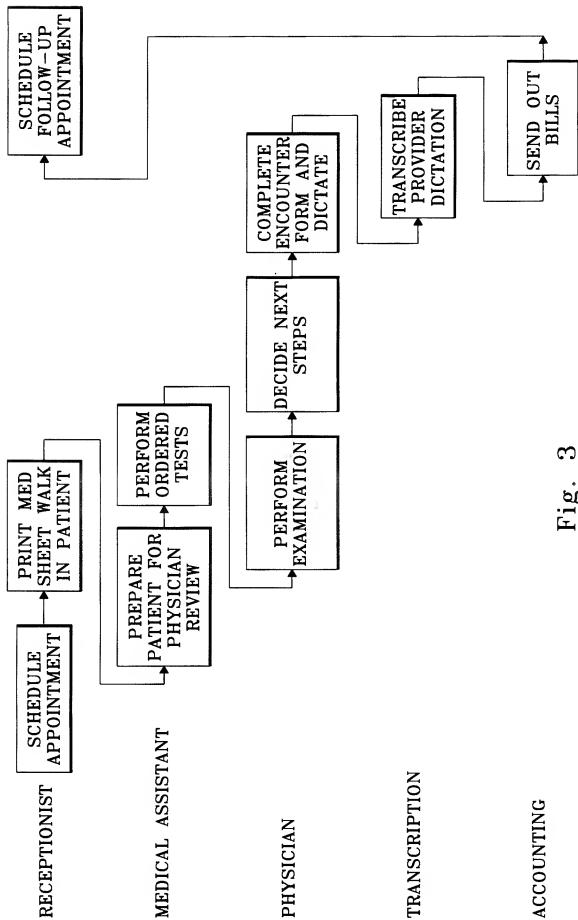 RECEPTIONIST
SCHEDULE
APPOINTMENT
PRINT MED
SHEET WALK
IN PATIENT
SCHEDULE
FOLLOW-UP
APPOINTMENT
MEDICAL ASSISTANT
PREPARE
PATIENT FOR
PHYSICIAN
REVIEW
PERFORM
ORDERED
TESTS
PHYSICIAN
PERFORM
EXAMINATION
DECIDE NEXT
STEPS
COMPLETE
ENCOUNTER
FORM AND
DICTATE
TRANSCRIPTION
TRANSCRIBE
PROVIDER
DICTATION
ACCOUNTING
SEND OUT
BILLS
Fig. 3